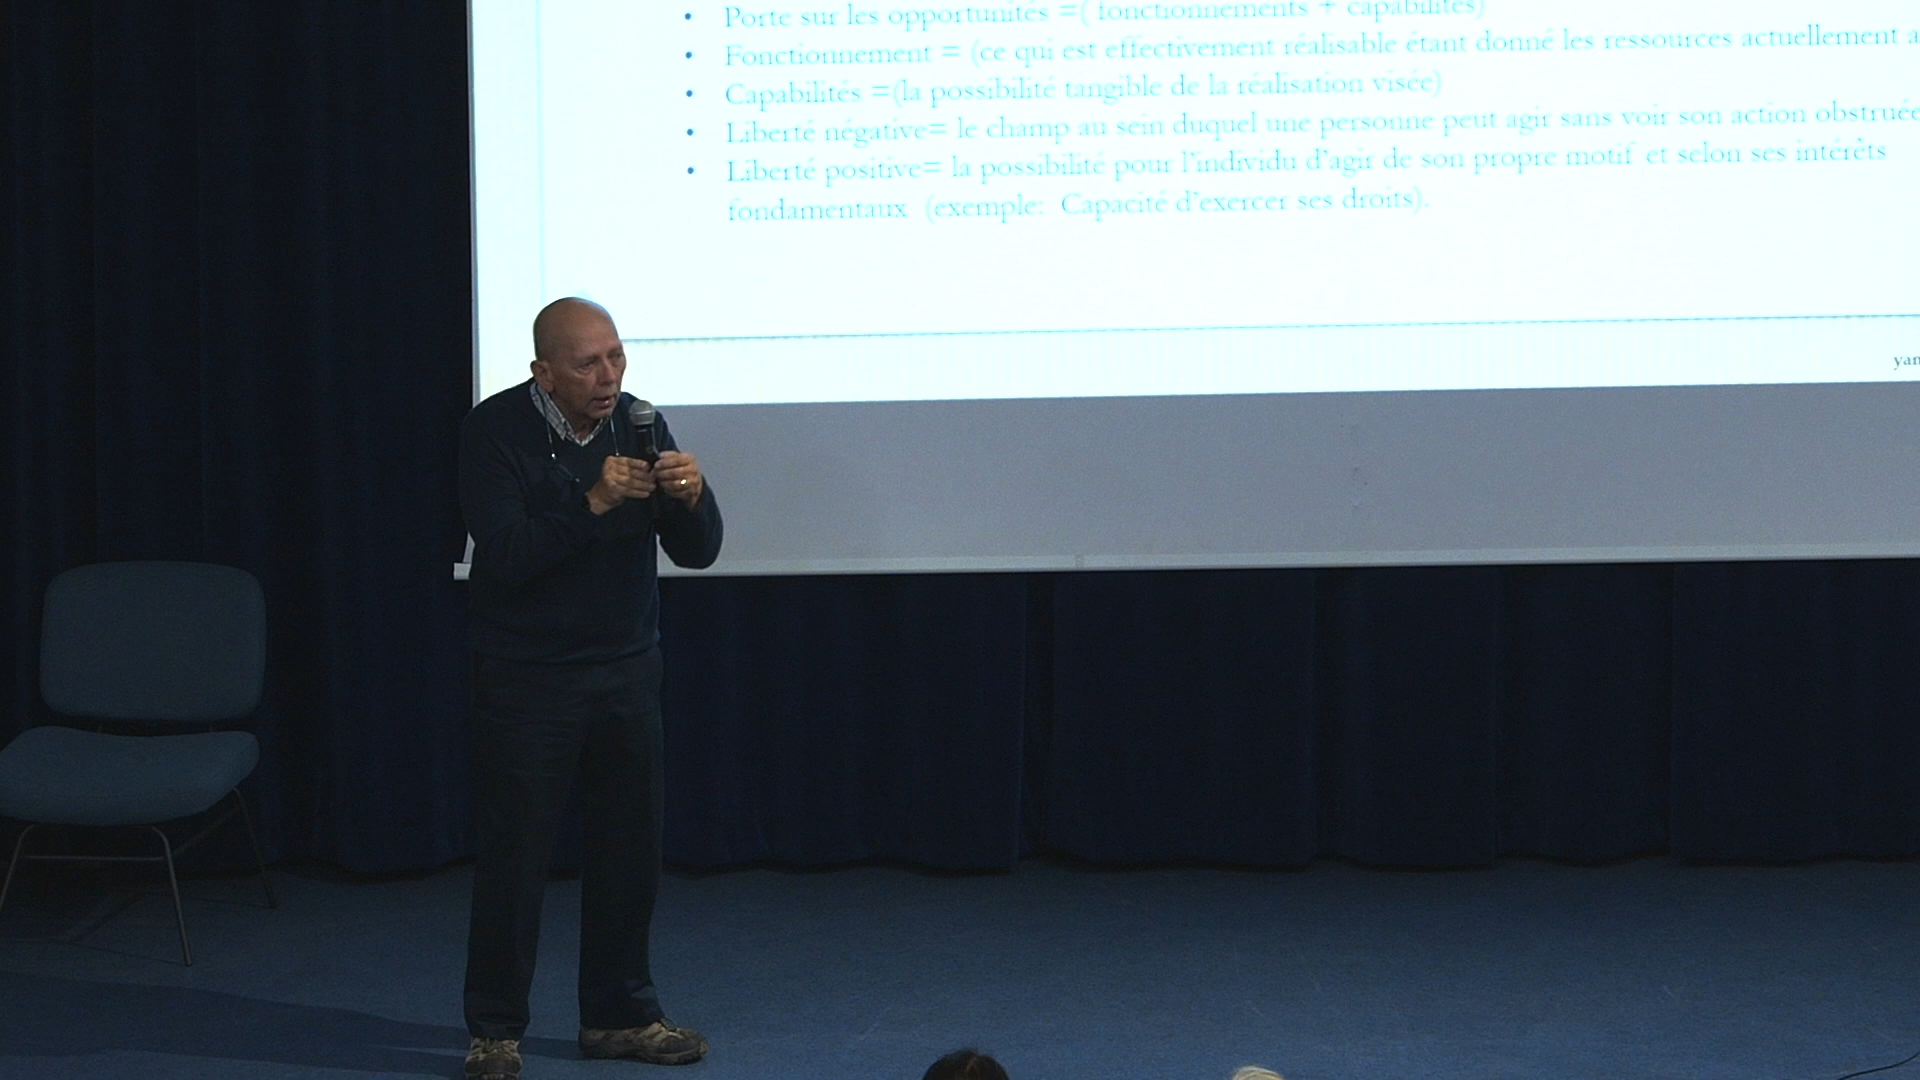 Porte sur les opportunités =( fonctionnements + capabilités)
Fonctionnement = (ce qui est effectivement réalisable étant donné les ressources actuellement a
Capabilités =(la possibilité tangible de la réalisation visée)
Liberté négative= le champ au sein duquel une personne peut agir sans voir son action obstruée
Liberté positive= la possibilité pour l'individu d'agir de son propre motif et selon ses intérêts
fondamentaux (exemple: Capacité d'exercer ses droits).
yan